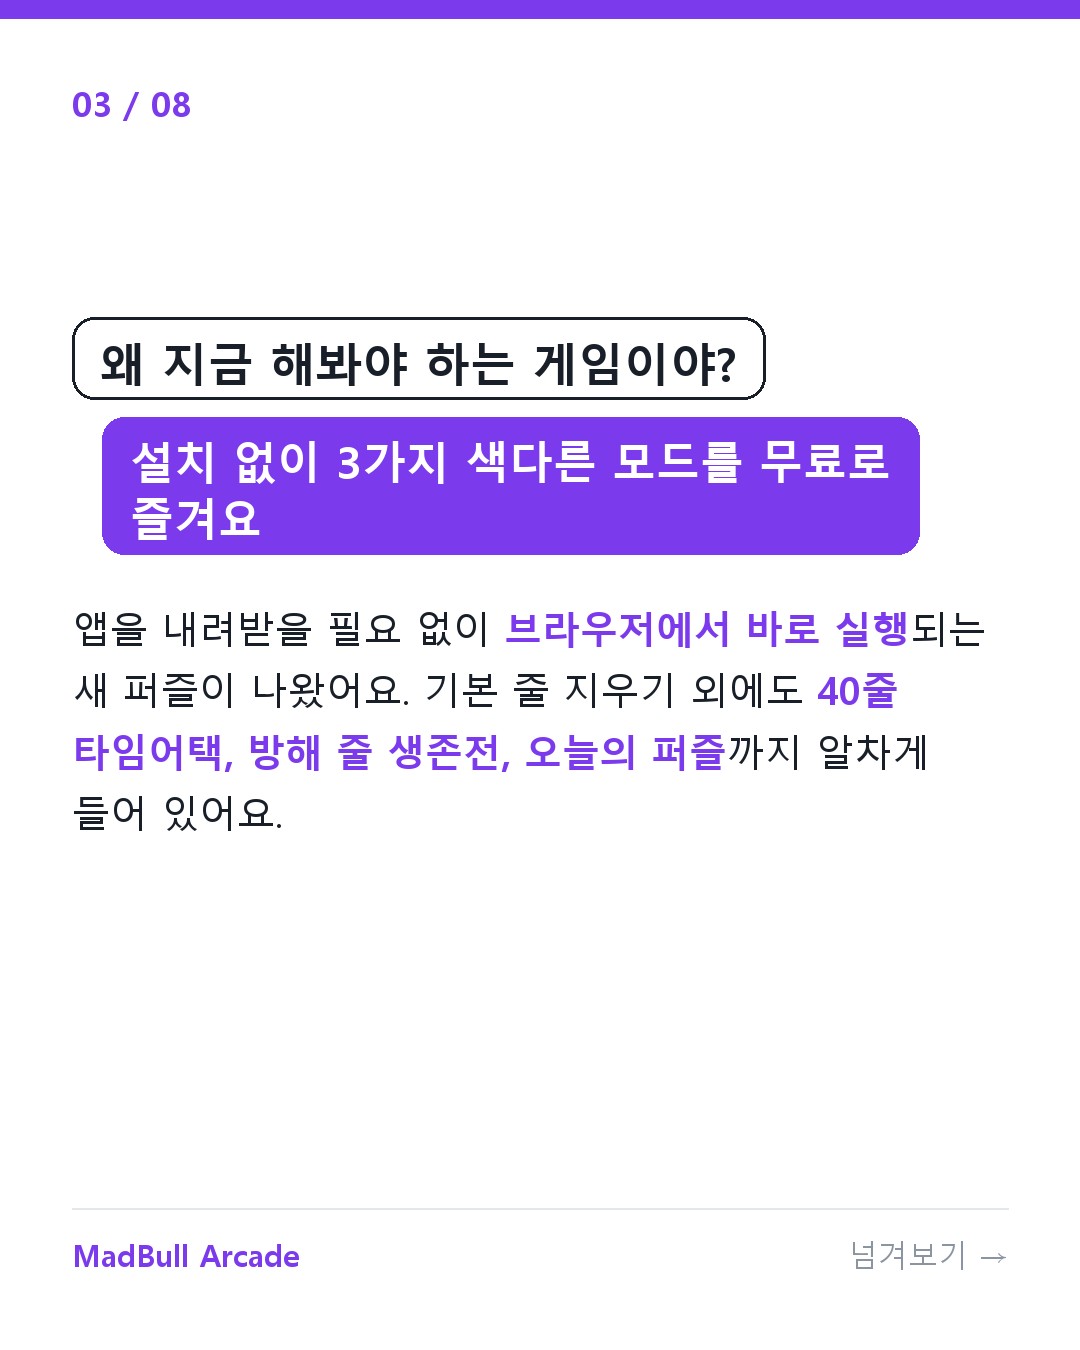 03 / 08
왜 지금 해봐야 하는 게임이야?
설치 없이 3가지 색다른 모드를 무료로
즐겨요
앱을 내려받을 필요 없이 브라우저에서 바로 실행되는
새 퍼즐이 나왔어요. 기본 줄 지우기 외에도 40줄
타임어택, 방해 줄 생존전, 오늘의 퍼즐까지 알차게
들어 있어요.
MadBull Arcade
넘겨보기 →